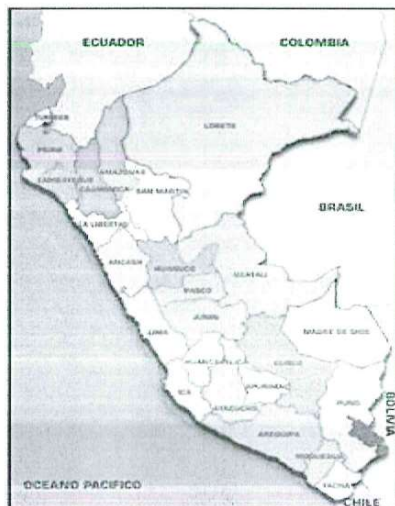 ECUADOR
COLOMBIA
TUMBES
LORETO
PIURA
AMAZONAS
LAMBAYEQUE
CAJAMARCA
SAN MARTIN
BRASIL
LA LIBERTAD
ANCASH
HUANUCO
UCAYALI
PASCO
JUNIN
LIMA
MADRE DE DIOS
HUANCAVELICA
CUSCO
ICA
APURIMAC
AYACUCHO
PUNO
BOLIVIA
AREQUIPA
MOQUEGUA
TACNA
OCEANO PACIFICO
CHILE